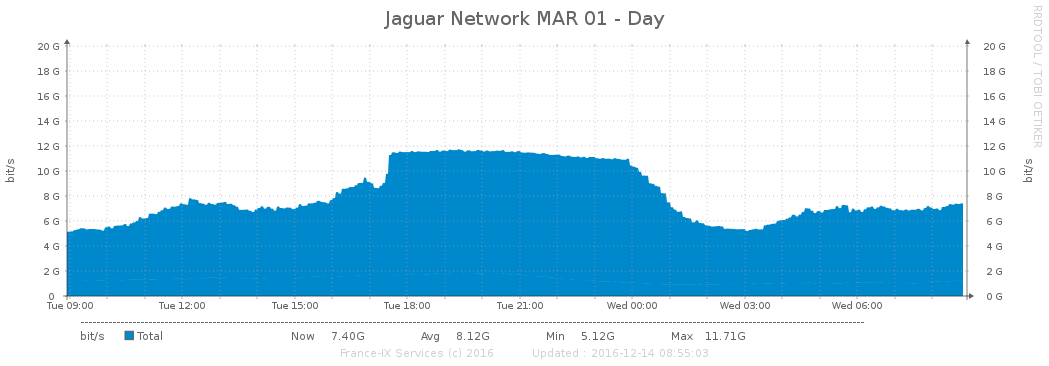 Jaguar Network MAR 01 - Day
RRDTOOL / TOBI OETIKER
20 G 20 G
18 G 18 G
16 G 16 G
14 G 14 G
12 G 12 G
10 G 10 G
8 G 8 G
6 G 6 G
4 G 4 G
2 G 2 G
0 0 G
bit/s
bit/s
Tue 09:00 Tue 12:00 Tue 15:00 Tue 18:00 Tue 21:00 Wed 00:00 Wed 03:00 Wed 06:00
bit/s Total Now 7.40G Avg 8.12G Min 5.12G Max 11.71G
France-IX Services (c) 2016 Updated : 2016-12-14 08:55:03